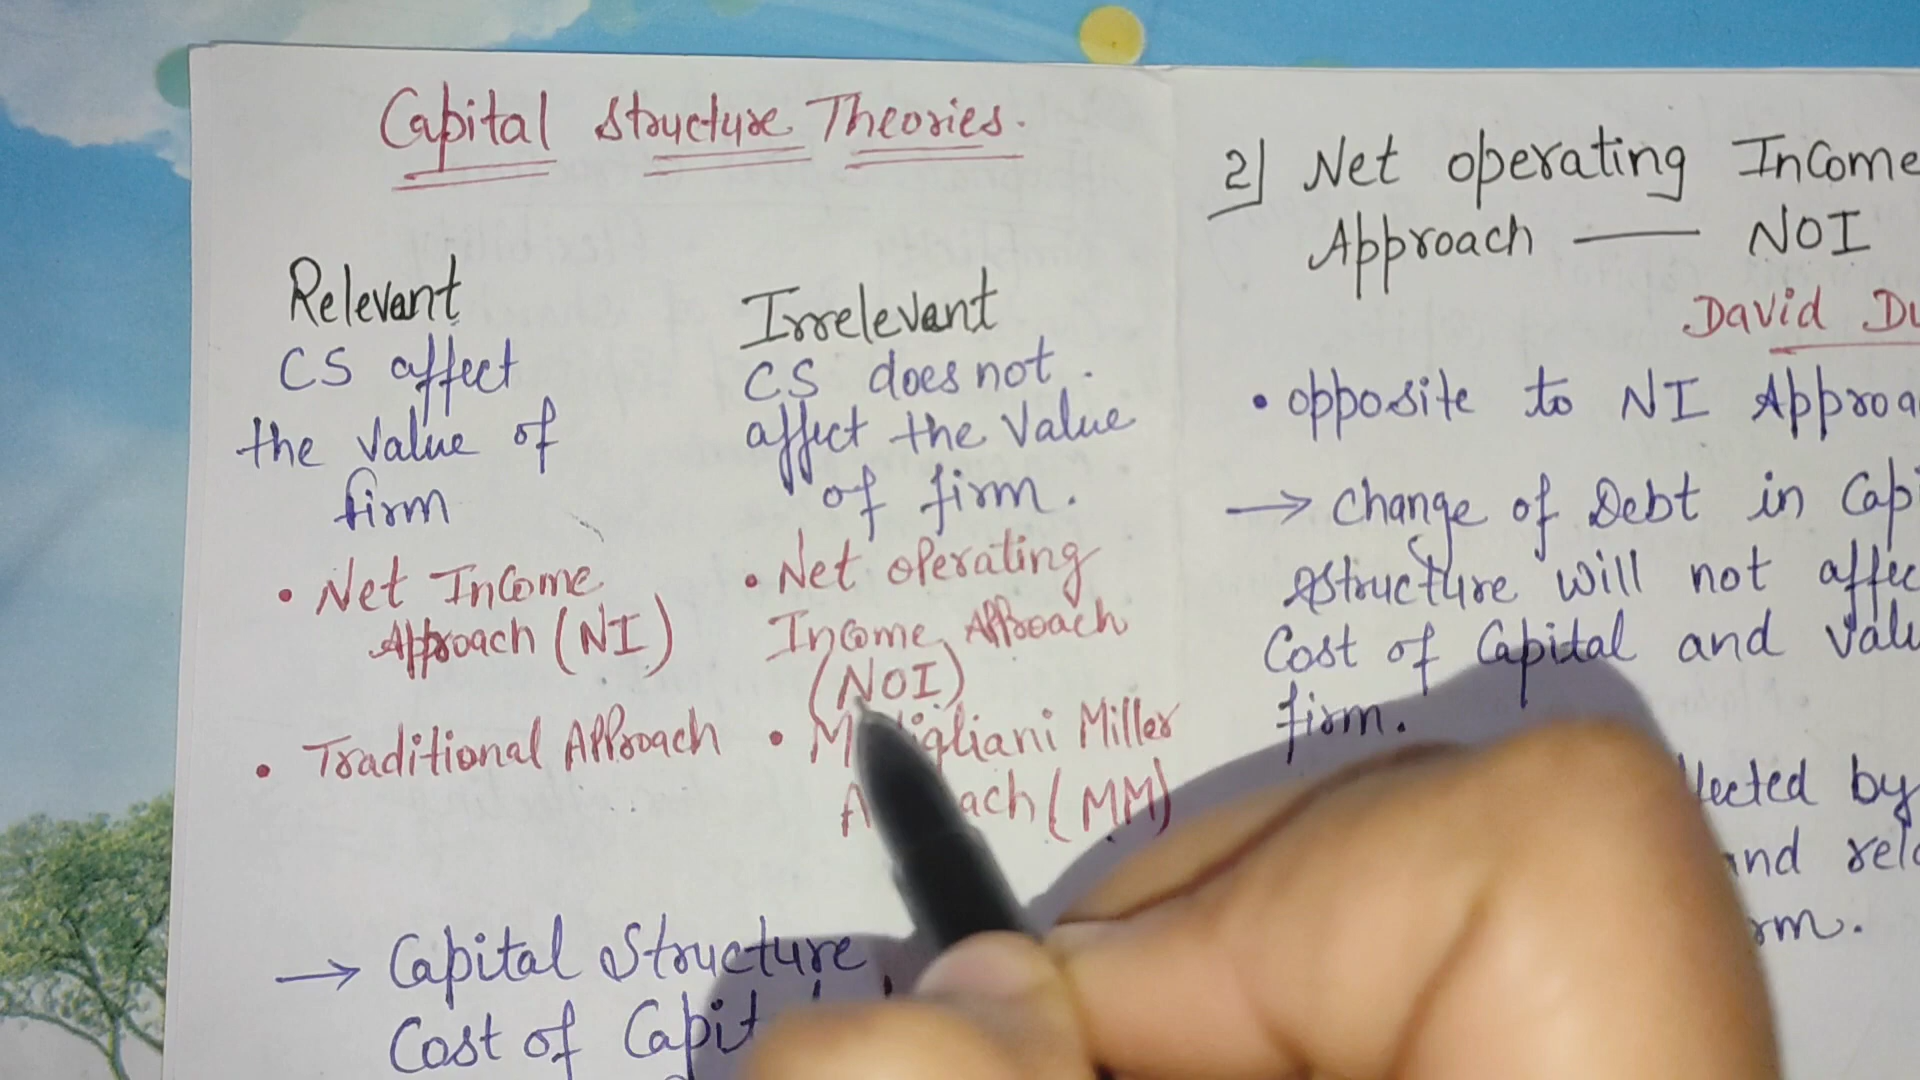 Capital Structure Theories.
Relevant
CS affect
the value of
firm
• Net Income
Approach (NI)
• Traditional Approach
Irrelevant
CS does not
affect the value
of firm.
• Net operating
Income Approach
(NOI)
• Miller
(MM)
→ Capital Structure
Cost of
2) Net operating Income
Approach — NOI
David
• opposite to NI
→ Change of Debt in
structure will not
Cost of Capital and
firm.
by